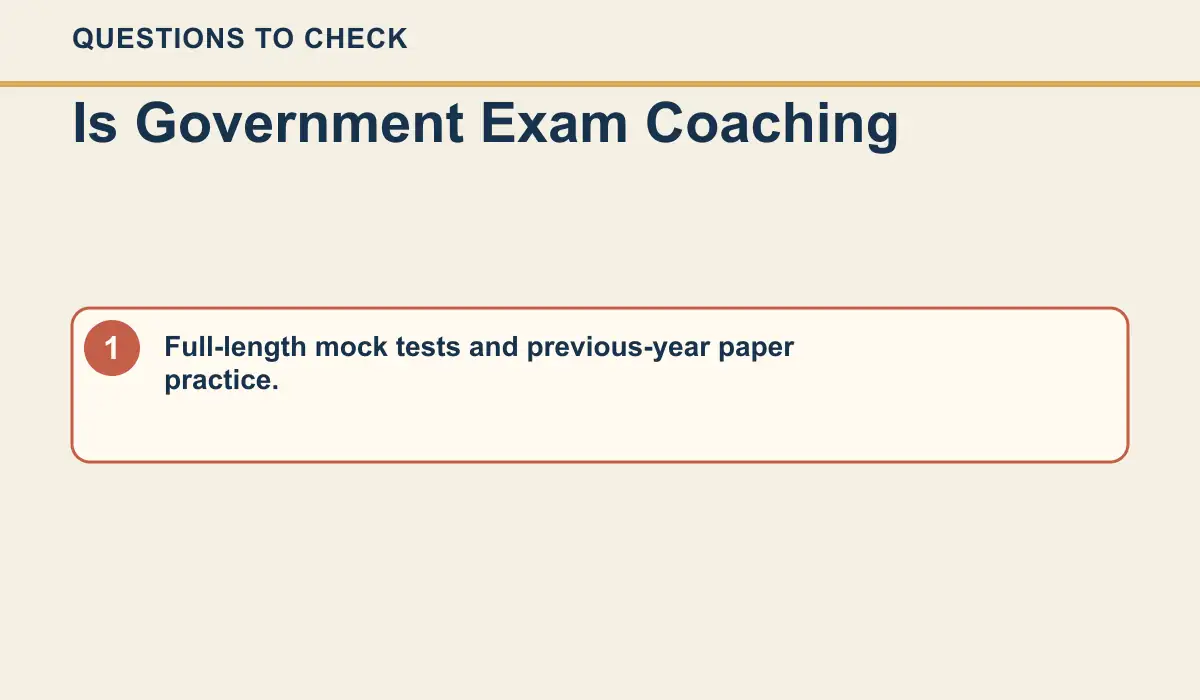 QUESTIONS TO CHECK
Is Government Exam Coaching
1
Full-length mock tests and previous-year paper
practice.